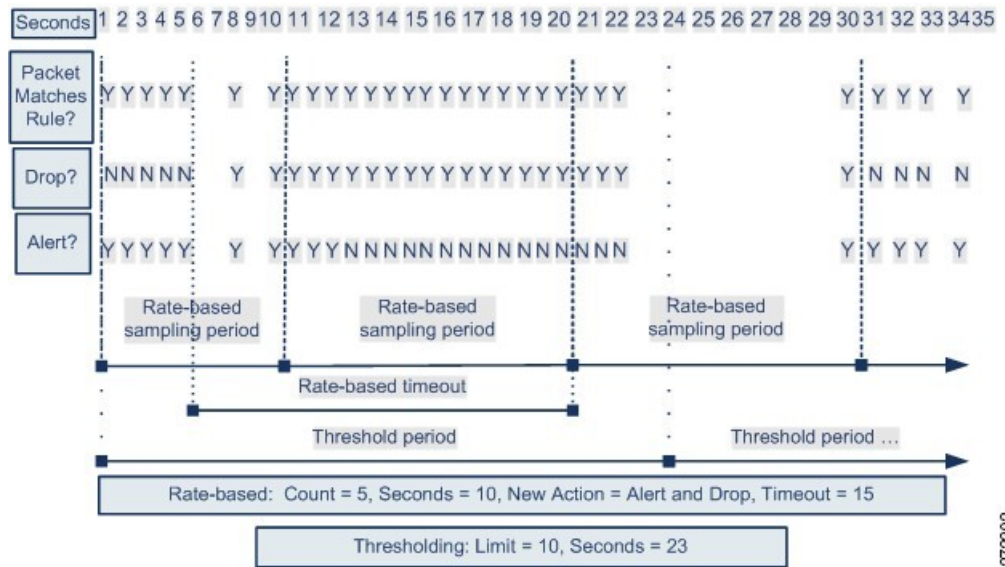 Seconds 1 2 3 4 5 6 7 8 9 10 11 12 13 14 15 16 17 18 19 20 21 22 23 24 25 26 27 28 29 30 31 32 33 34 35
Packet
Matches
Rule?
Y Y Y Y Y Y Y Y Y Y Y Y Y Y Y Y Y Y Y Y Y Y Y Y Y Y Y Y Y Y
Drop?
N N N N N Y Y Y Y Y Y Y Y Y Y Y Y Y Y Y Y Y Y Y Y Y N N N N
Alert?
Y Y Y Y Y Y Y Y Y Y N N N N N N N N N N N N N N N Y Y Y Y Y
Rate-based
sampling period
Rate-based
sampling period
Rate-based
sampling period
Rate-based timeout
Threshold period
Threshold period ...
Rate-based: Count = 5, Seconds = 10, New Action = Alert and Drop, Timeout = 15
Thresholding: Limit = 10, Seconds = 23